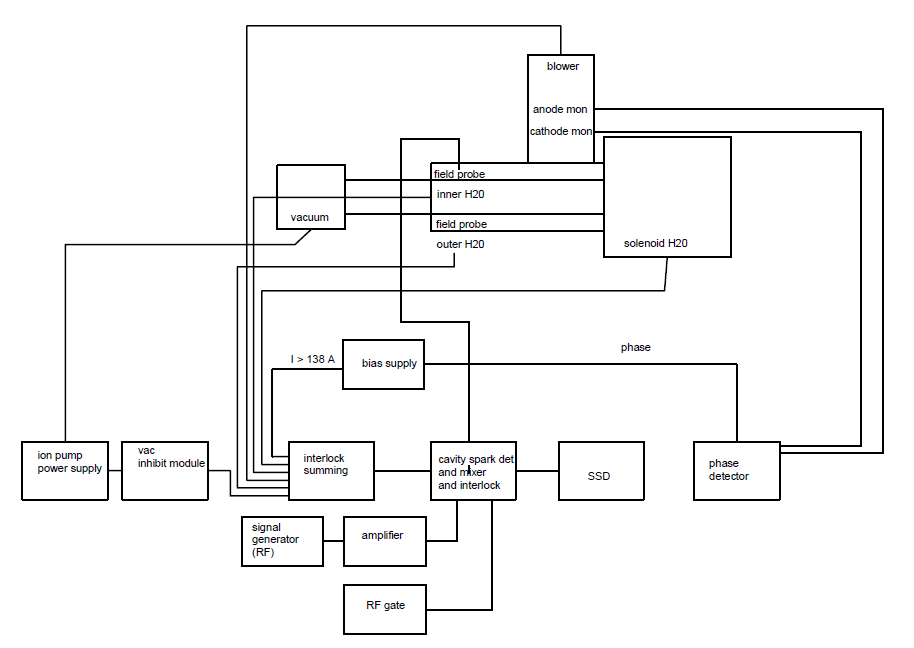 blower
anode mon
cathode mon
field probe
inner H20
vacuum
field probe
outer H20
solenoid H20
phase
I > 138 A
bias supply
ion pump
power supply
vac
inhibit module
interlock
summing
cavity spark det
and mixer
and interlock
SSD
phase
detector
signal
generator
(RF)
amplifier
RF gate